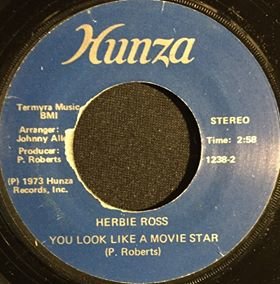 Hunza
Termyra Music
BMI
Arranger:
Johnny
Producer:
P. Roberts
(P) 1973 Hunza
Records, Inc.
STEREO
Time: 2:58
1238-2
HERBIE ROSS
YOU LOOK LIKE A MOVIE STAR
(P. Roberts)